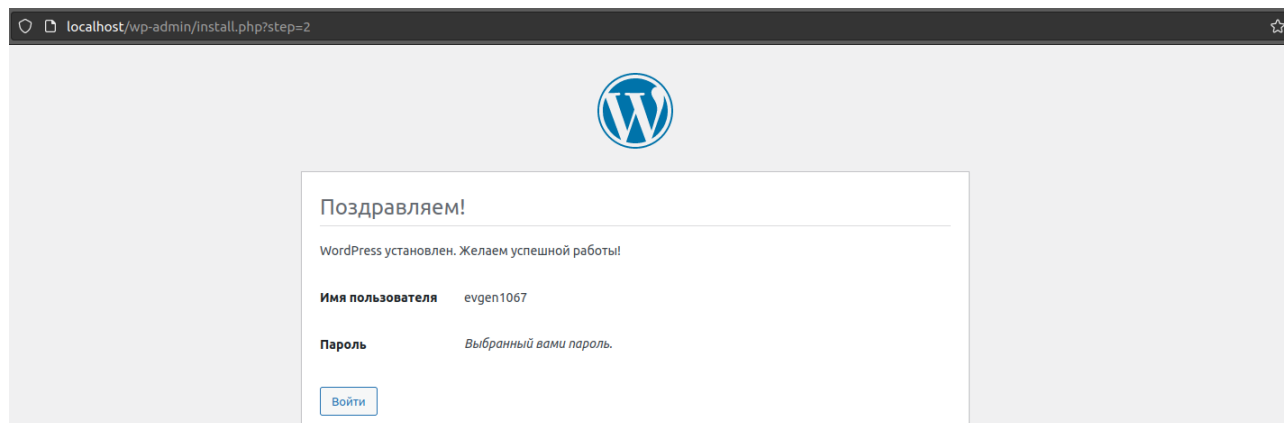 localhost/wp-admin/install.php?step=2
Поздравляем!
WordPress установлен. Желаем успешной работы!
Имя пользователя evgen1067
Пароль Выбранный вами пароль.
Войти